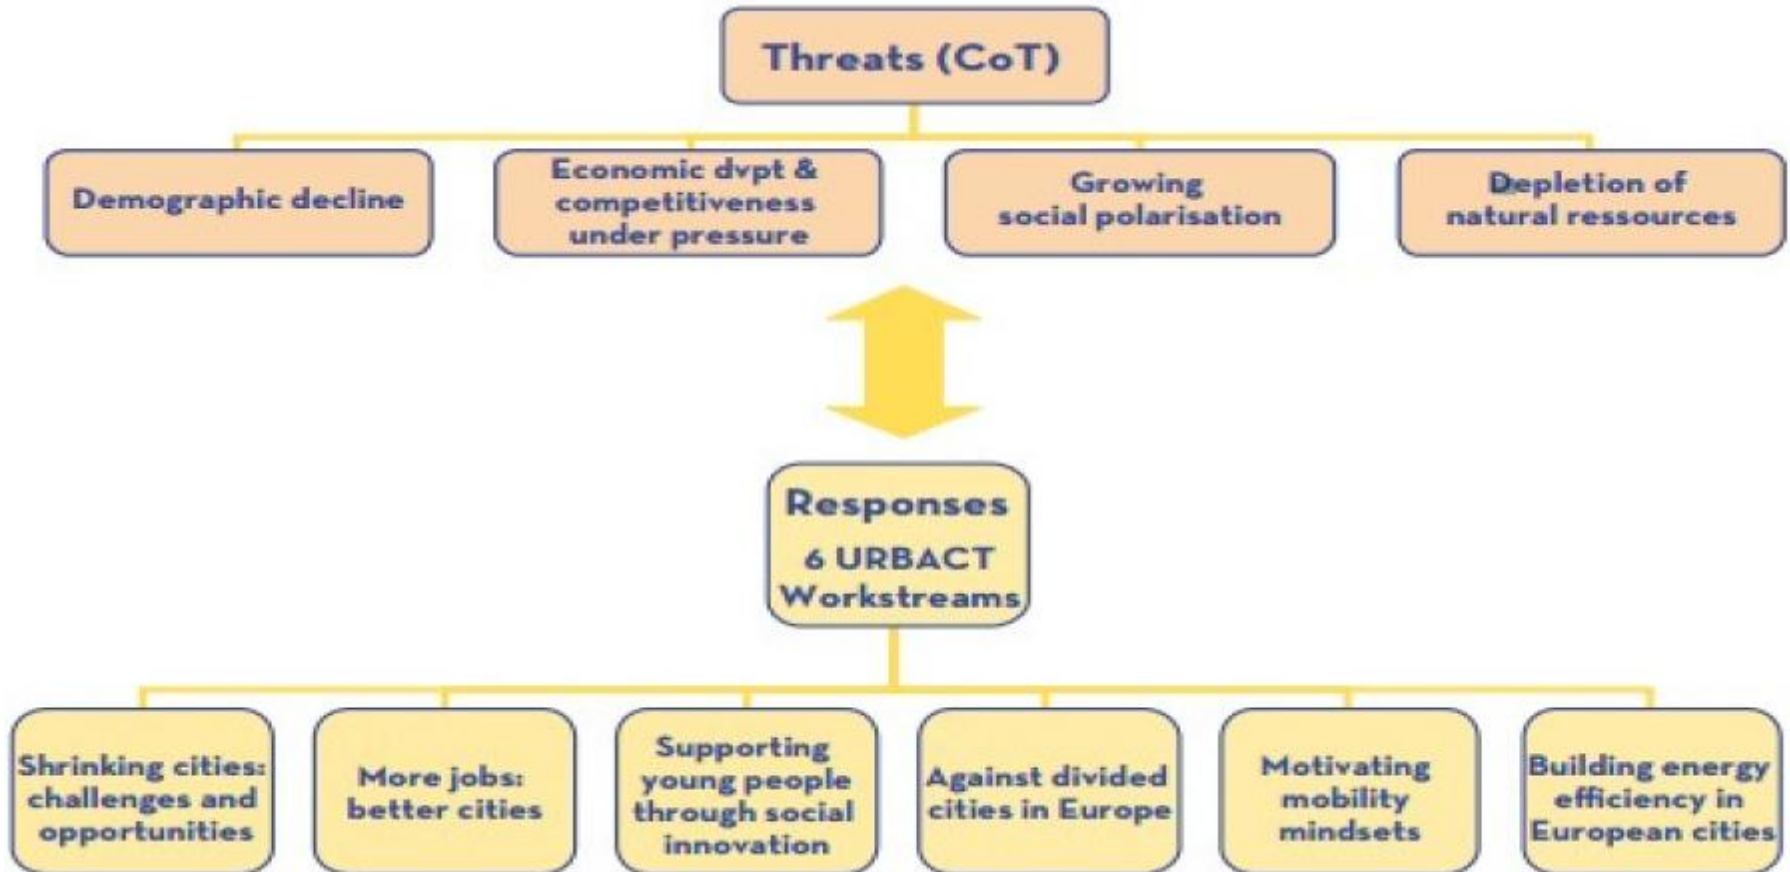 Threats (CoT)
Demographic decline
Economic dvpt &
competitiveness
under pressure
Growing
social polarisation
Depletion of
natural ressources
Responses
6 URBACT
Workstreams
Shrinking cities:
challenges and
opportunities
More jobs:
better cities
Supporting
young people
through social
innovation
Against divided
cities in Europe
Motivating
mobility
mindsets
Building energy
efficiency in
European cities